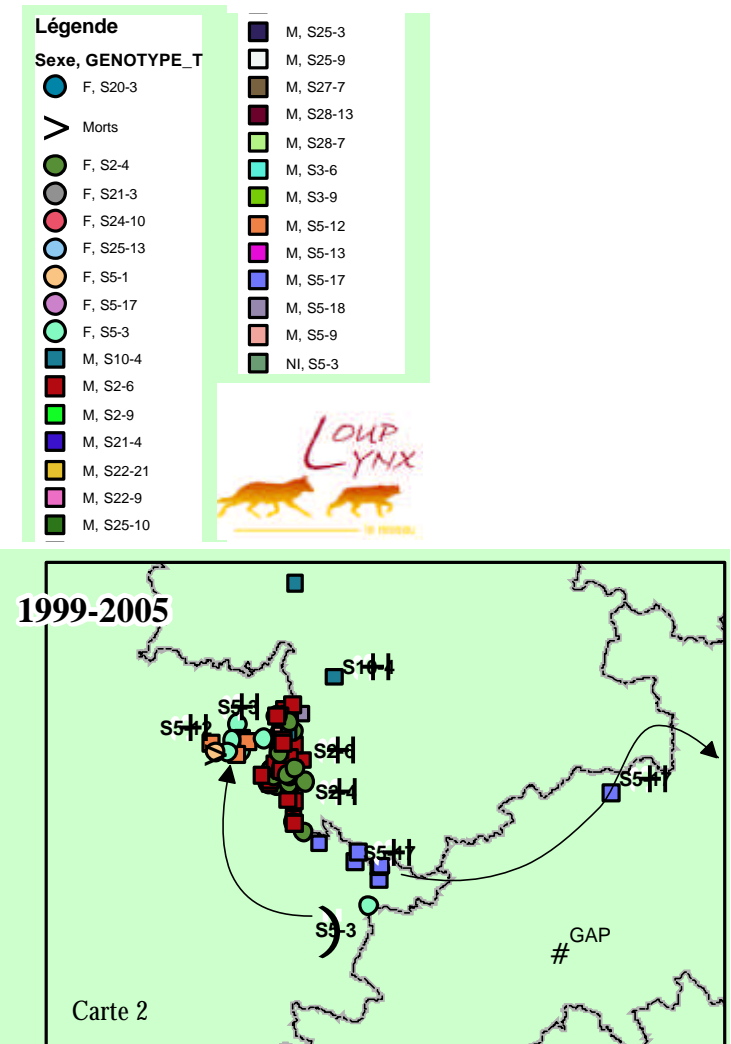 Légende
Sexe, GENOTYPE_T
F, S20-3
Morts
F, S2-4
F, S21-3
F, S24-10
F, S25-13
F, S5-1
F, S5-17
F, S5-3
M, S10-4
M, S2-6
M, S2-9
M, S21-4
M, S22-21
M, S22-9
M, S25-10
M, S25-3
M, S25-9
M, S27-7
M, S28-13
M, S28-7
M, S3-6
M, S3-9
M, S5-12
M, S5-13
M, S5-17
M, S5-18
M, S5-9
NI, S5-3
LOUP
LYNX
1999-2005
S10-4
S5-3
S5-12
S2-6
S2-4
S5-17
S5-17
S5-3
# GAP
Carte 2